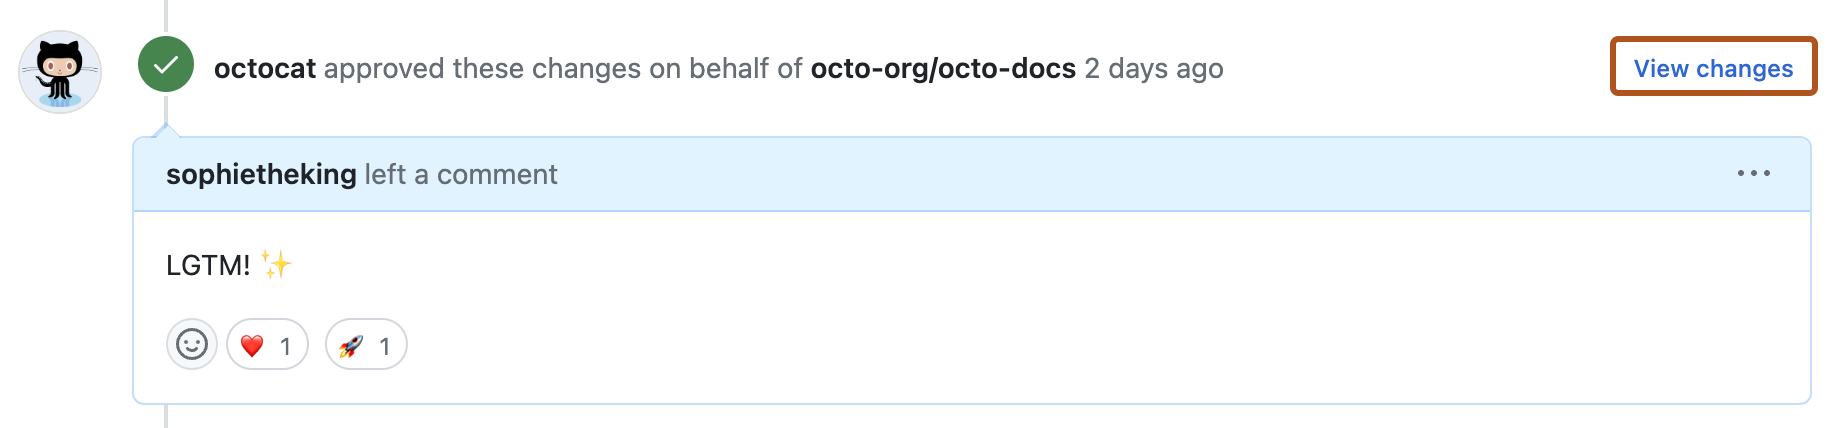 octocat approved these changes on behalf of octo-org/octo-docs 2 days ago
View changes
sophietheking left a comment
LGTM! ✨
❤️ 1 🚀 1